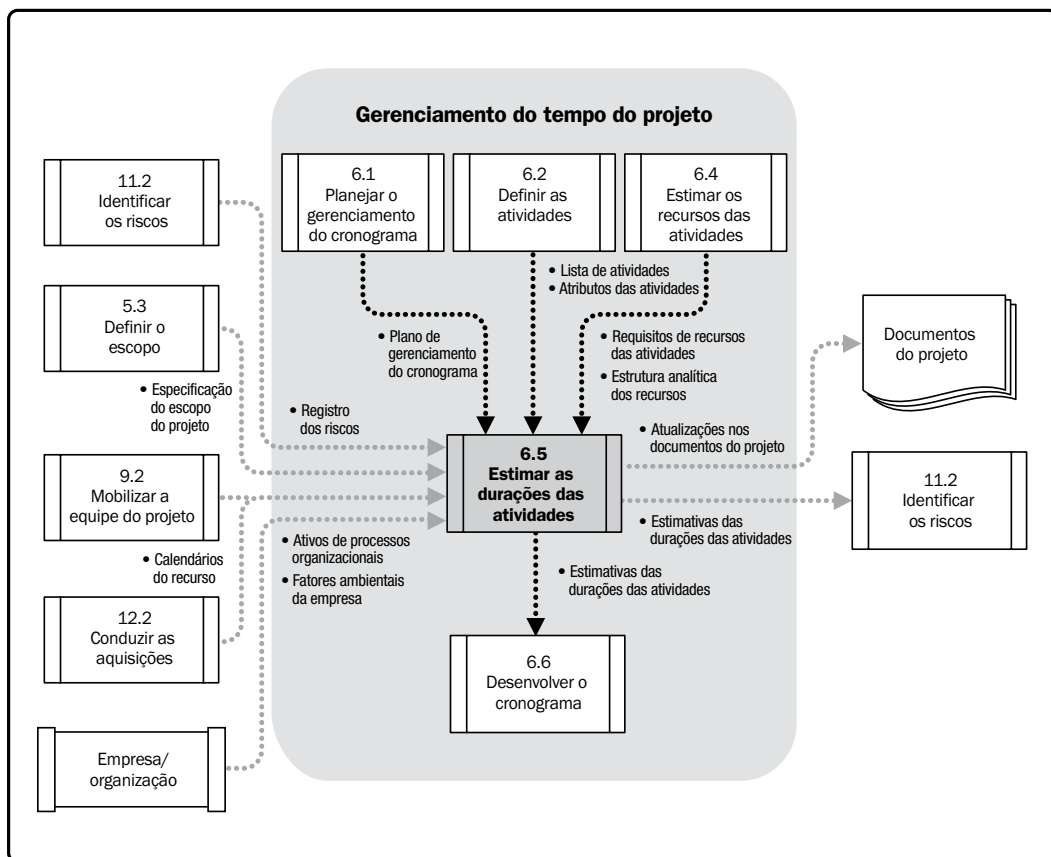 Gerenciamento do tempo do projeto
11.2
Identificar
os riscos
6.1
Planejar o
gerenciamento
do cronograma
6.2
Definir as
atividades
6.4
Estimar os
recursos das
atividades
• Lista de atividades
• Atributos das atividades
5.3
Definir o
escopo
• Plano de
gerenciamento
do cronograma
• Requisitos de recursos
das atividades
• Estrutura analítica
dos recursos
Documentos
do projeto
• Especificação
do escopo
do projeto
• Registro
dos riscos
• Atualizações nos
documentos do projeto
9.2
Mobilizar a
equipe do projeto
6.5
Estimar as
durações das
atividades
11.2
Identificar
os riscos
• Calendários
do recurso
• Ativos de processos
organizacionais
• Fatores ambientais
da empresa
• Estimativas das
durações das atividades
• Estimativas das
durações das atividades
12.2
Conduzir as
aquisições
6.6
Desenvolver o
cronograma
Empresa/
organização